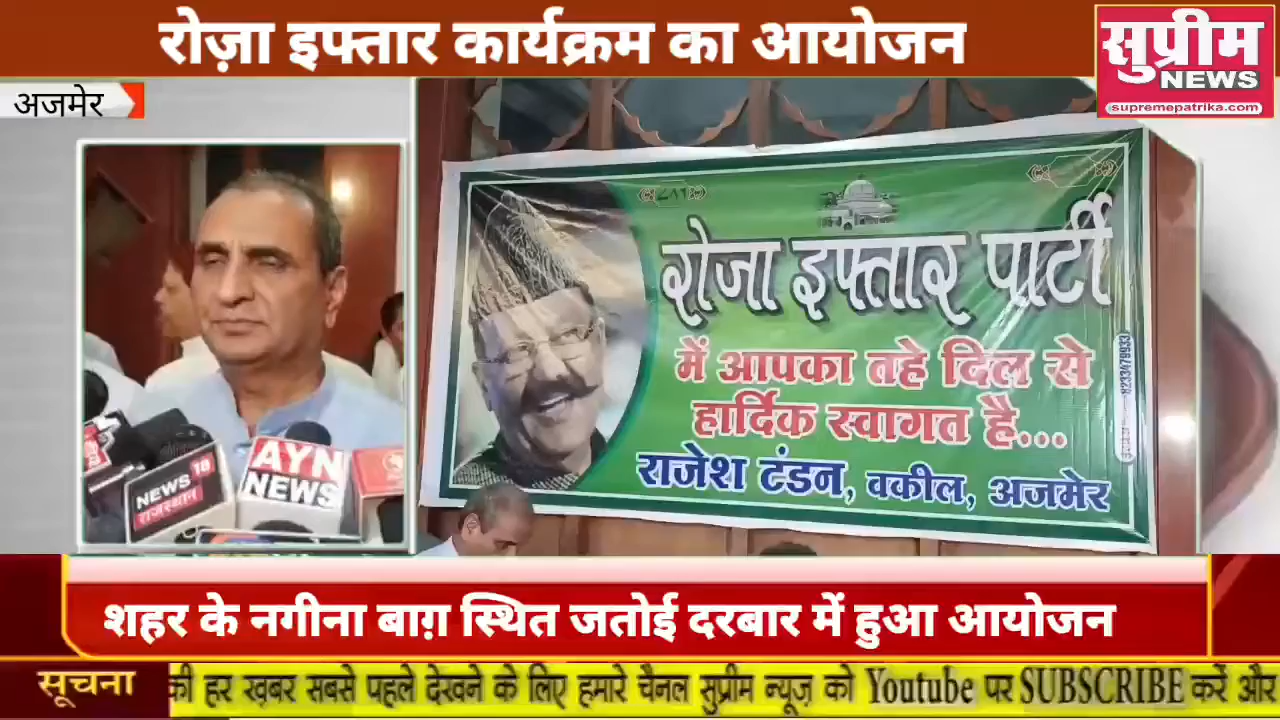 रोज़ा इफ्तार कार्यक्रम का आयोजन
सुप्रीम
NEWS
supremepatrika.com
अजमेर
७८६
रोजा इफ्तार पार्टी
में आपका तहे दिल से
हार्दिक स्वागत है...
राजेश टंडन, वकील, अजमेर
NEWS 18
राजस्थान
AYN
NEWS
शहर के नगीना बाग़ स्थित जतोई दरबार में हुआ आयोजन
सूचना
की हर ख़बर सबसे पहले देखने के लिए हमारे चैनल सुप्रीम न्यूज़ को Youtube पर SUBSCRIBE करें और